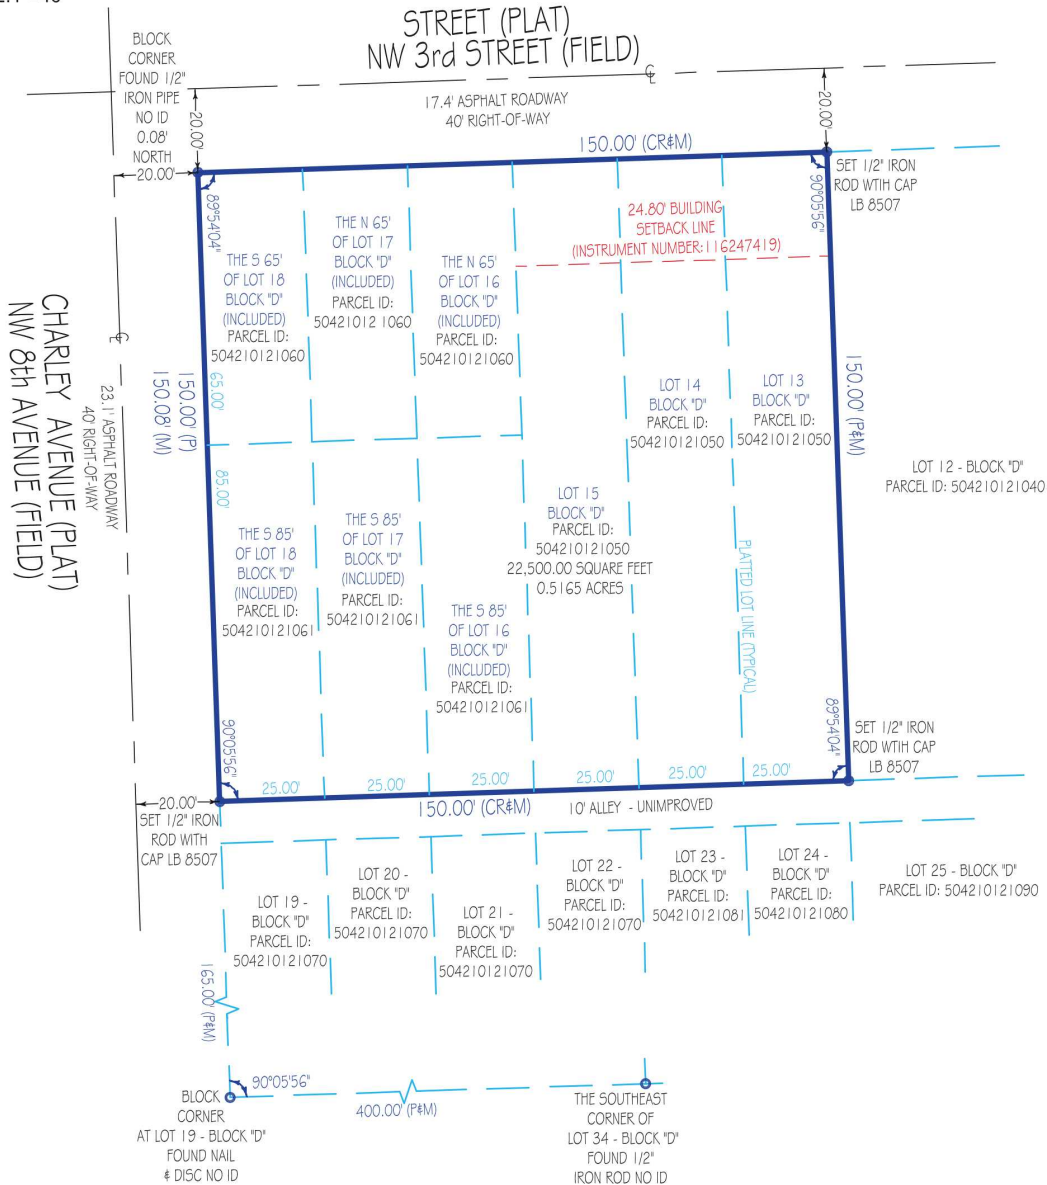 STREET (PLAT)
NW 3rd STREET (FIELD)
BLOCK
CORNER
FOUND 1/2"
IRON PIPE
NO ID
0.08'
NORTH
20.00'
20.00'
17.4' ASPHALT ROADWAY
40' RIGHT-OF-WAY
℄
20.00'
150.00' (CR&M)
SET 1/2" IRON
ROD WTIH CAP
LB 8507
89°54'04"
90°05'56"
24.80' BUILDING
SETBACK LINE
(INSTRUMENT NUMBER:116247419)
THE S 65'
OF LOT 18
BLOCK "D"
(INCLUDED)
PARCEL ID:
504210121060
THE N 65'
OF LOT 17
BLOCK "D"
(INCLUDED)
PARCEL ID:
50421012 1060
THE N 65'
OF LOT 16
BLOCK "D"
(INCLUDED)
PARCEL ID:
504210121060
CHARLEY AVENUE (PLAT)
NW 8th AVENUE (FIELD)
℄
23.1' ASPHALT ROADWAY
40' RIGHT-OF-WAY
150.00' (P)
150.08' (M)
65.00'
85.00'
LOT 14
BLOCK "D"
PARCEL ID:
504210121050
LOT 13
BLOCK "D"
PARCEL ID:
504210121050
150.00' (P&M)
LOT 12 - BLOCK "D"
PARCEL ID: 504210121040
LOT 15
BLOCK "D"
PARCEL ID:
504210121050
22,500.00 SQUARE FEET
0.5165 ACRES
THE S 85'
OF LOT 18
BLOCK "D"
(INCLUDED)
PARCEL ID:
504210121061
THE S 85'
OF LOT 17
BLOCK "D"
(INCLUDED)
PARCEL ID:
504210121061
THE S 85'
OF LOT 16
BLOCK "D"
(INCLUDED)
PARCEL ID:
504210121061
PLATTED LOT LINE (TYPICAL)
90°05'56"
89°54'04"
SET 1/2" IRON
ROD WTIH CAP
LB 8507
25.00'
25.00'
25.00'
25.00'
25.00'
25.00'
20.00'
SET 1/2" IRON
ROD WITH
CAP LB 8507
150.00' (CR&M)
10' ALLEY - UNIMPROVED
LOT 19 -
BLOCK "D"
PARCEL ID:
504210121070
LOT 20 -
BLOCK "D"
PARCEL ID:
504210121070
LOT 21 -
BLOCK "D"
PARCEL ID:
504210121070
LOT 22 -
BLOCK "D"
PARCEL ID:
504210121070
LOT 23 -
BLOCK "D"
PARCEL ID:
504210121081
LOT 24 -
BLOCK "D"
PARCEL ID:
504210121080
LOT 25 - BLOCK "D"
PARCEL ID: 504210121090
165.00' (P&M)
90°05'56"
400.00' (P&M)
BLOCK
CORNER
AT LOT 19 - BLOCK "D"
FOUND NAIL
& DISC NO ID
THE SOUTHEAST
CORNER OF
LOT 34 - BLOCK "D"
FOUND 1/2"
IRON ROD NO ID